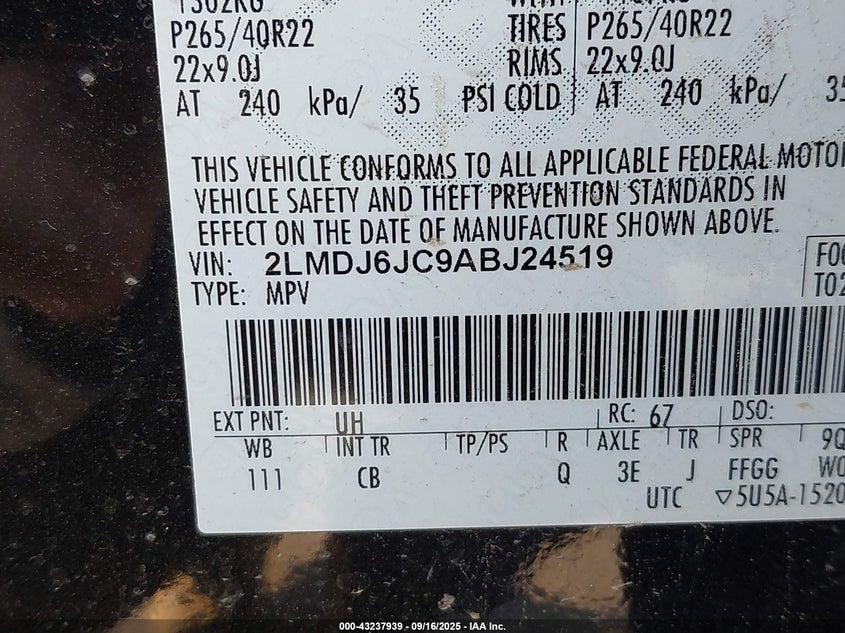 P265/40R22 TIRES P265/40R22
22x9.0J RIMS 22x9.0J
AT 240 kPa/ 35 PSI COLD AT 240 kPa/ 35
THIS VEHICLE CONFORMS TO ALL APPLICABLE FEDERAL MOTOR
VEHICLE SAFETY AND THEFT PREVENTION STANDARDS IN
EFFECT ON THE DATE OF MANUFACTURE SHOWN ABOVE.
VIN: 2LMDJ6JC9ABJ24519
TYPE: MPV
EXT PNT: UH RC: 67 DSO:
WB INT TR TP/PS R AXLE TR SPR
111 CB Q 3E J FFGG
UTC ▽5U5A-1520
000-43237939 - 09/16/2025 - IAA Inc.